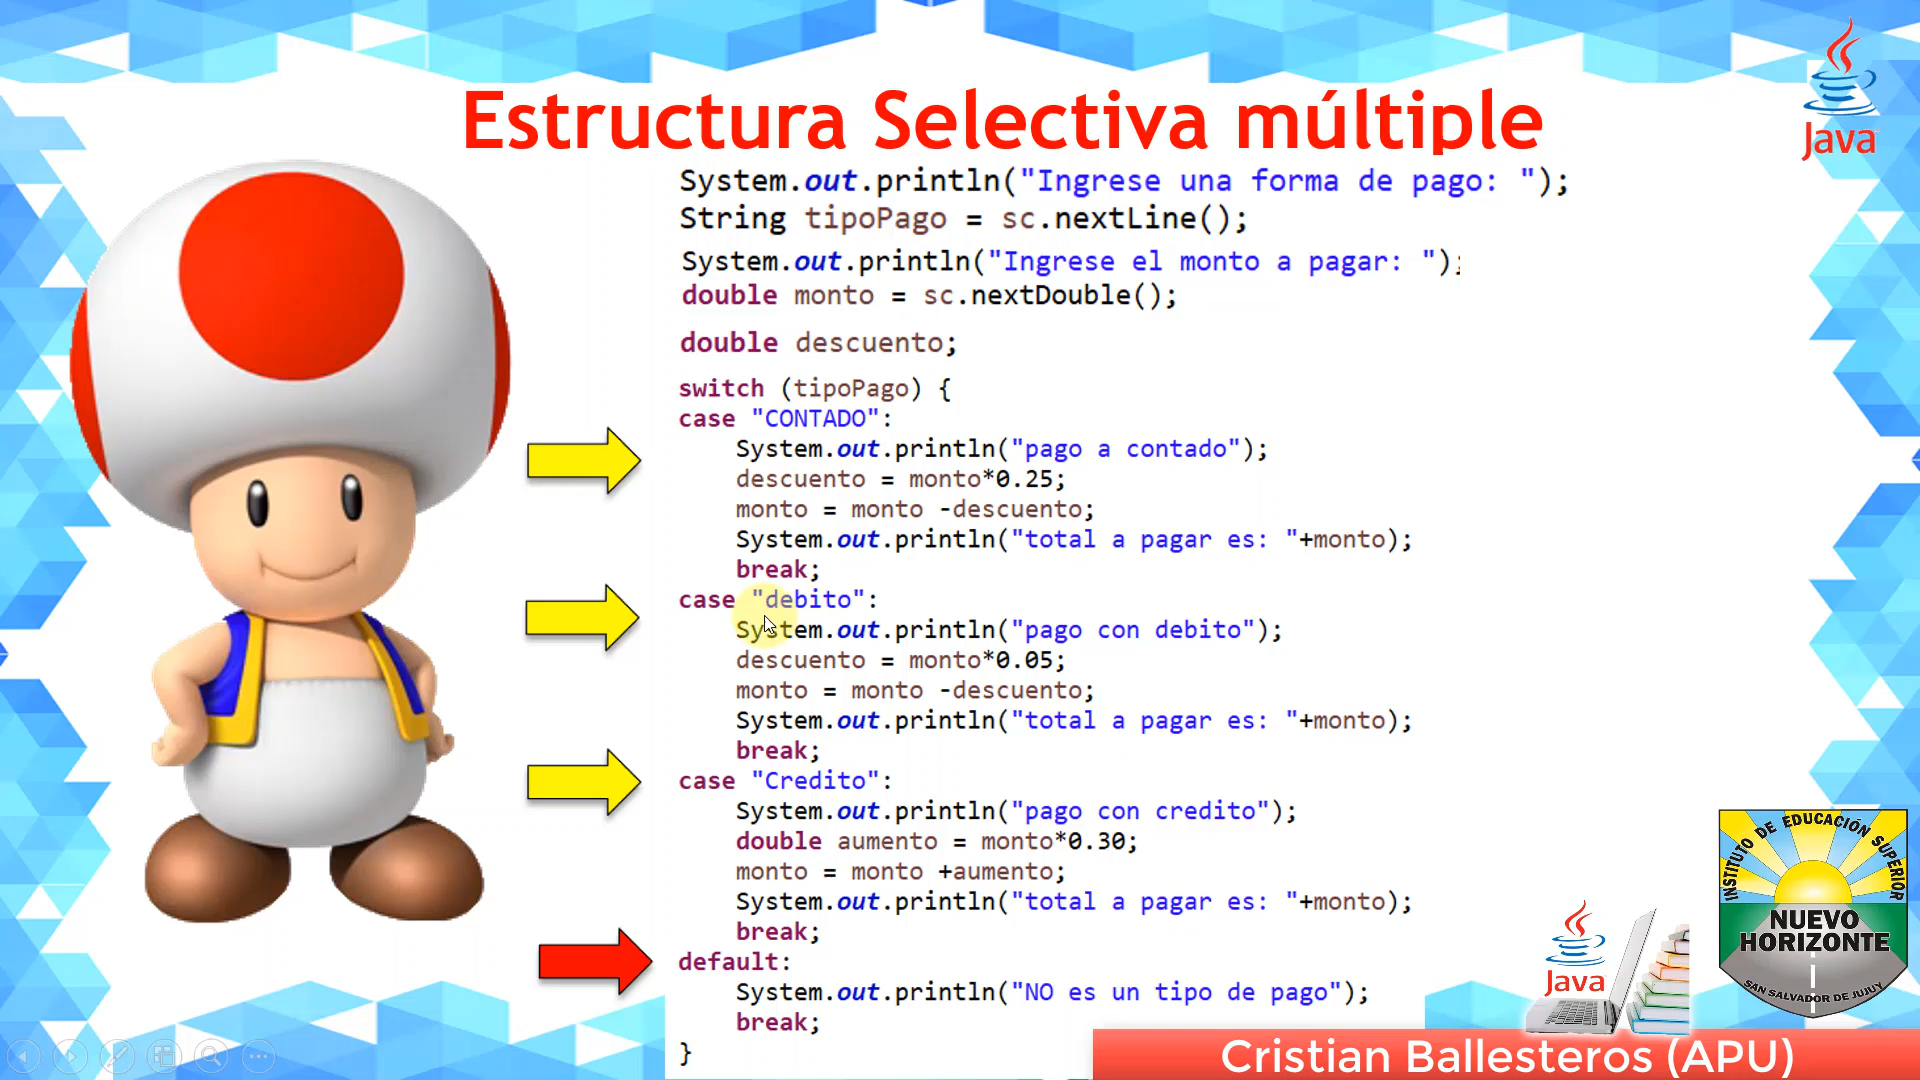 Estructura Selectiva múltiple
Java
System.out.println("Ingrese una forma de pago: ");
String tipoPago = sc.nextLine();
System.out.println("Ingrese el monto a pagar: ");
double monto = sc.nextDouble();
double descuento;
switch (tipoPago) {
case "CONTADO":
System.out.println("pago a contado");
descuento = monto*0.25;
monto = monto -descuento;
System.out.println("total a pagar es: "+monto);
break;
case "debito":
System.out.println("pago con debito");
descuento = monto*0.05;
monto = monto -descuento;
System.out.println("total a pagar es: "+monto);
break;
case "Credito":
System.out.println("pago con credito");
double aumento = monto*0.30;
monto = monto +aumento;
System.out.println("total a pagar es: "+monto);
break;
default:
System.out.println("NO es un tipo de pago");
break;
}
Java
INSTITUTO DE EDUCACIÓN SUPERIOR
NUEVO
HORIZONTE
SAN SALVADOR DE JUJUY
Cristian Ballesteros (APU)